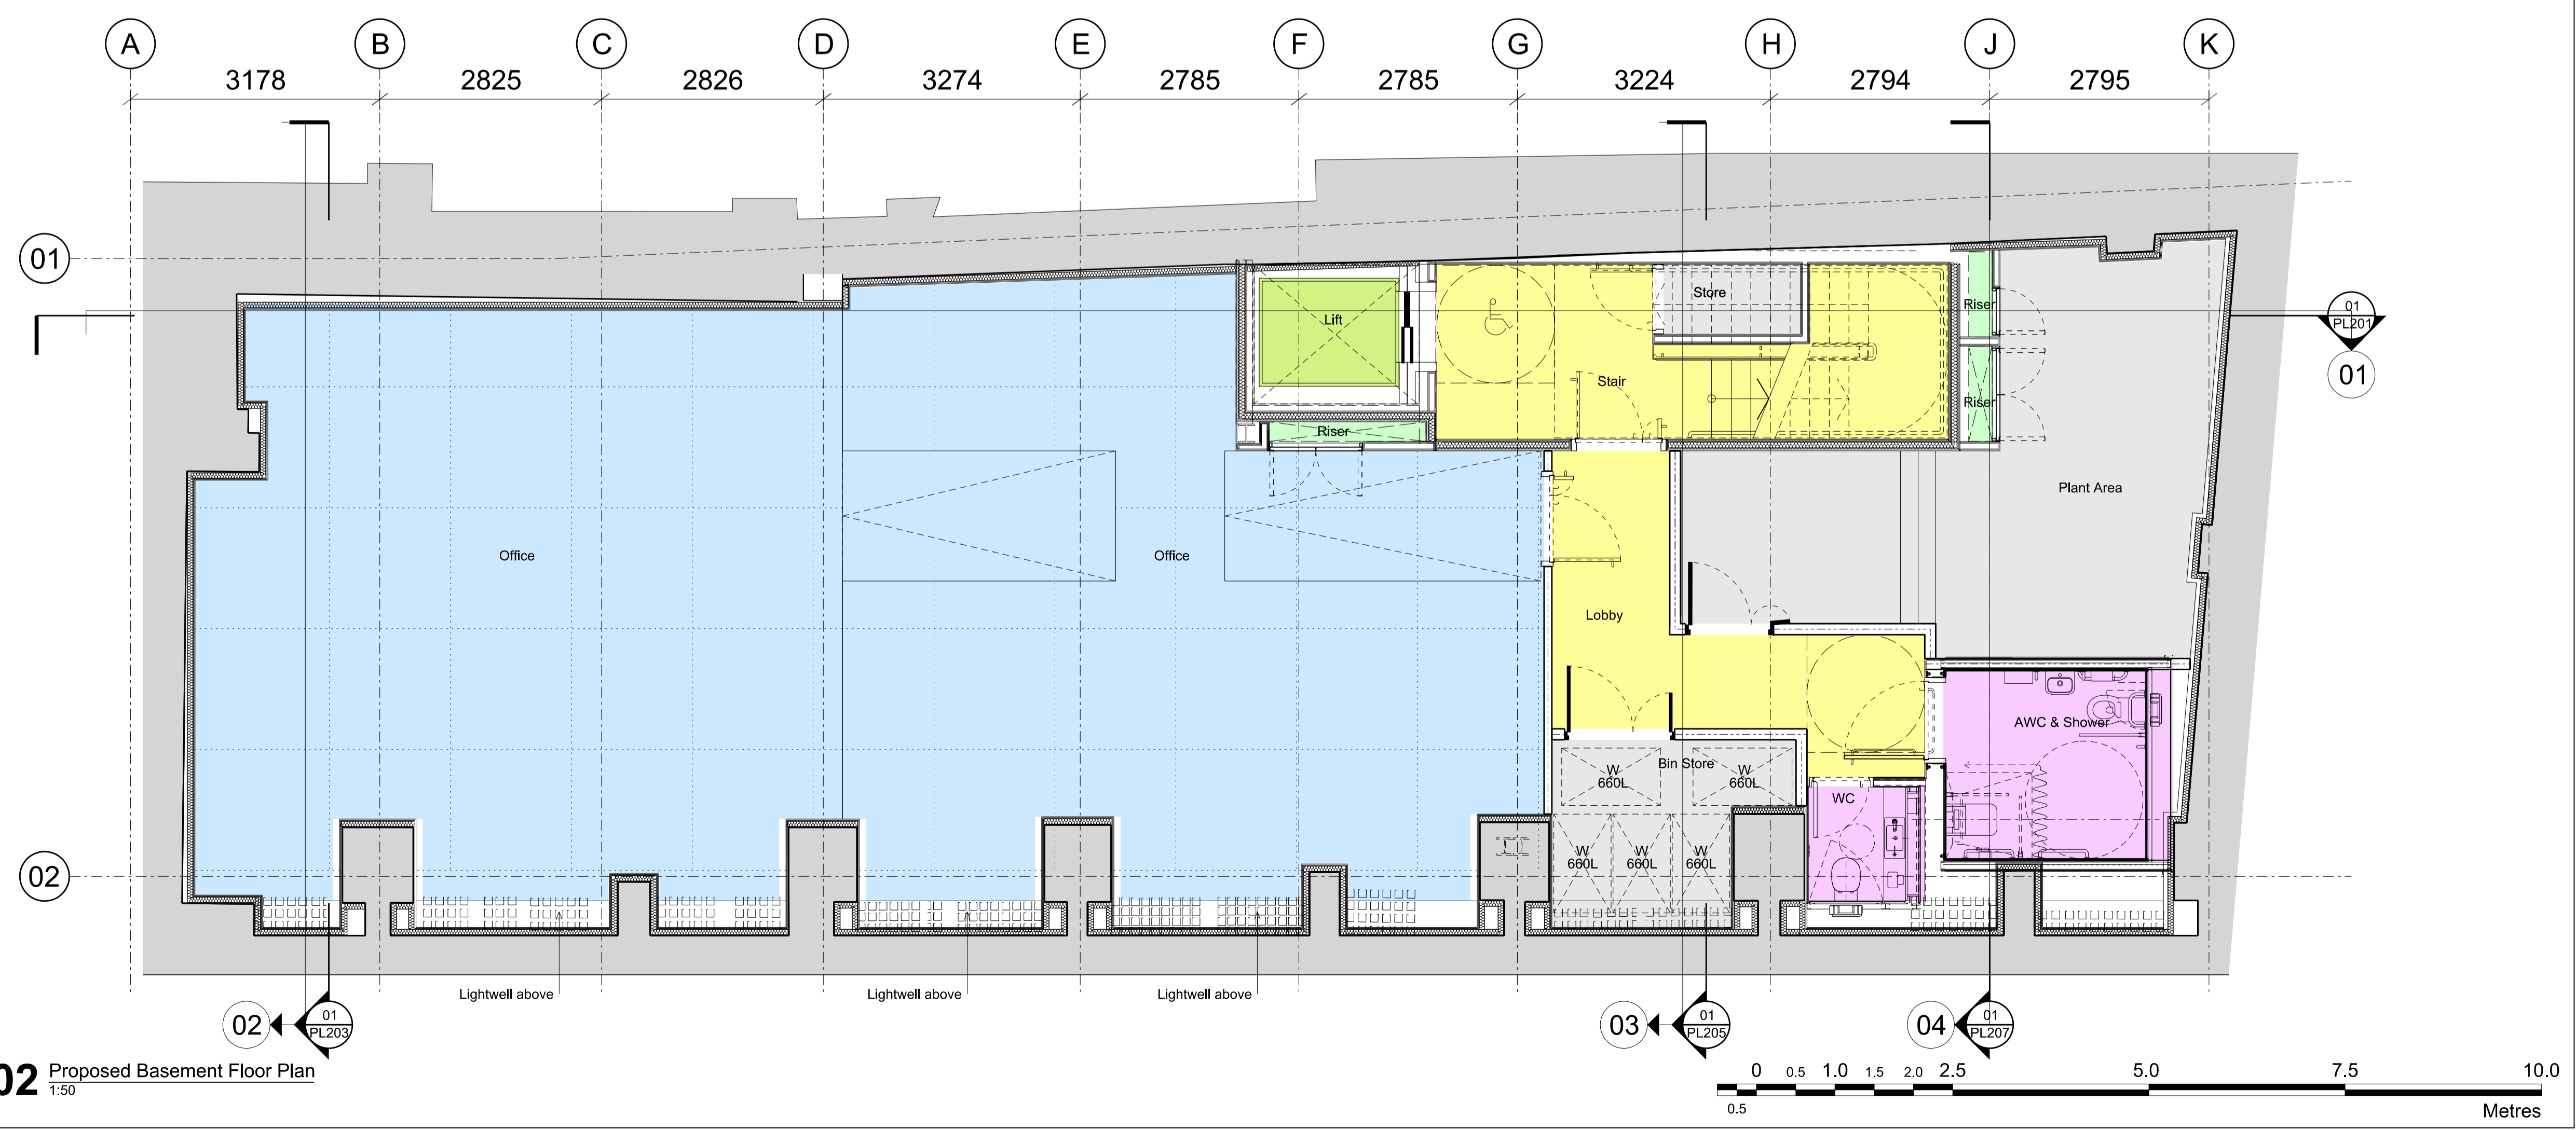 A B C D E F G H J K
3178 2825 2826 3274 2785 2785 3224 2794 2795
01
Store
Lift
Riser
01
PL201
01
Stair
Riser
Riser
Plant Area
Office
Office
Lobby
AWC & Shower
Bin Store
W
660L
W
660L
WC
W
660L
W
660L
W
660L
02
Lightwell above
Lightwell above
Lightwell above
02
01
PL203
03
01
PL205
04
01
PL207
02 Proposed Basement Floor Plan
1:50
0 0.5 1.0 1.5 2.0 2.5 5.0 7.5 10.0
0.5
Metres